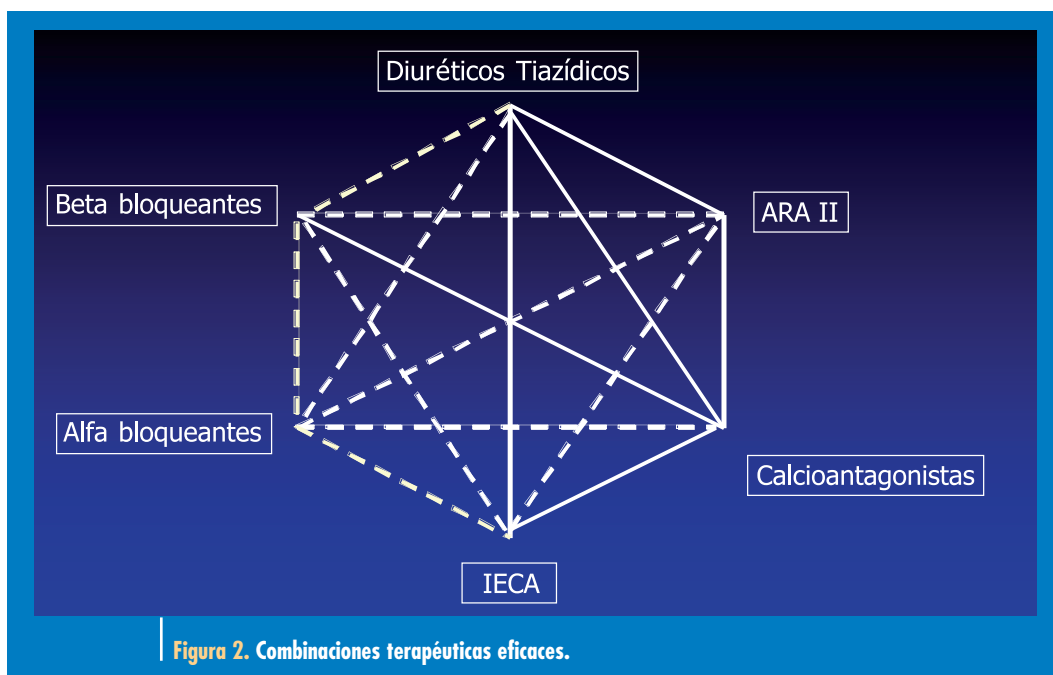 Diuréticos Tiazídicos
Beta bloqueantes
ARA II
Alfa bloqueantes
Calcioantagonistas
IECA
Figura 2. Combinaciones terapéuticas eficaces.